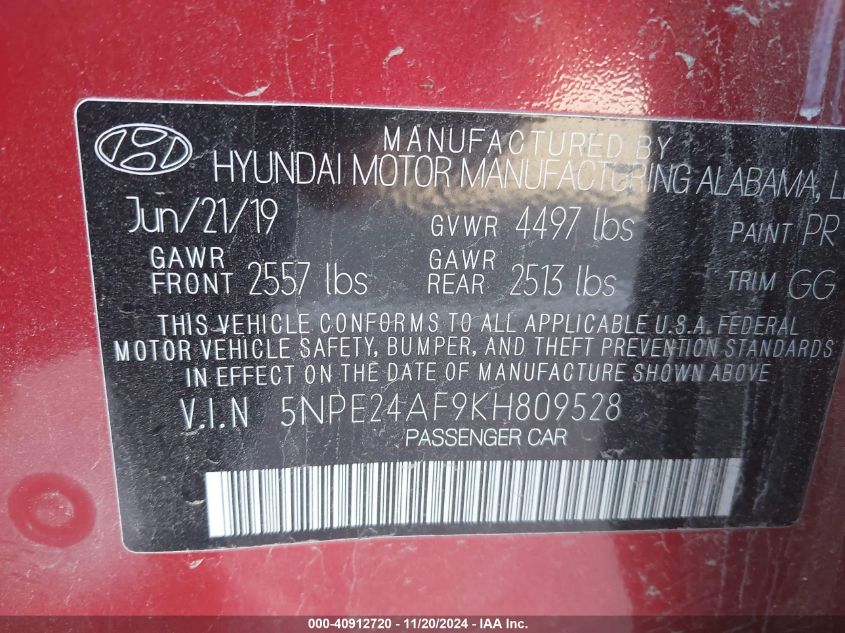 MANUFACTURED BY
HYUNDAI MOTOR MANUFACTURING ALABAMA,
Jun/21/19 GVWR 4497 lbs PAINT PR
GAWR FRONT 2557 lbs GAWR REAR 2513 lbs TRIM GG
THIS VEHICLE CONFORMS TO ALL APPLICABLE U.S.A. FEDERAL
MOTOR VEHICLE SAFETY, BUMPER, AND THEFT PREVENTION STANDARDS
IN EFFECT ON THE DATE OF MANUFACTURE SHOWN ABOVE
V.I.N 5NPE24AF9KH809528
PASSENGER CAR
000-40912720 - 11/20/2024 - IAA Inc.